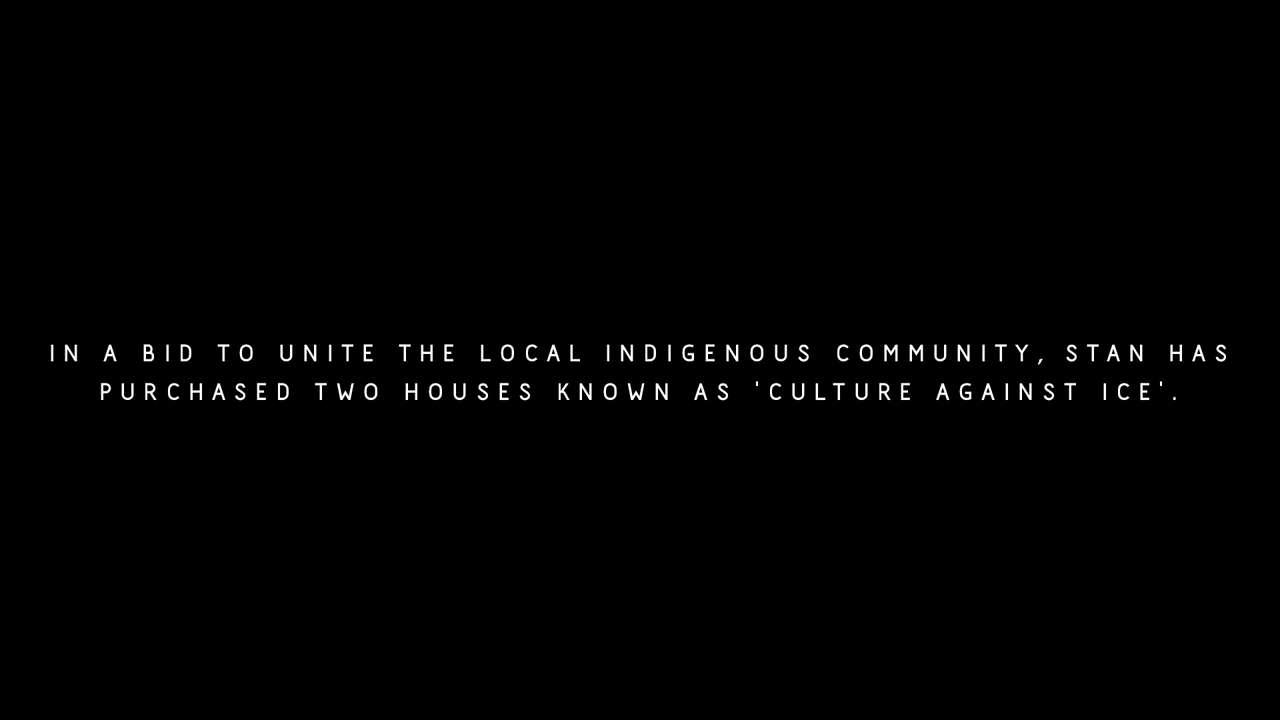 IN A BID TO UNITE THE LOCAL INDIGENOUS COMMUNITY, STAN HAS
PURCHASED TWO HOUSES KNOWN AS 'CULTURE AGAINST ICE'.